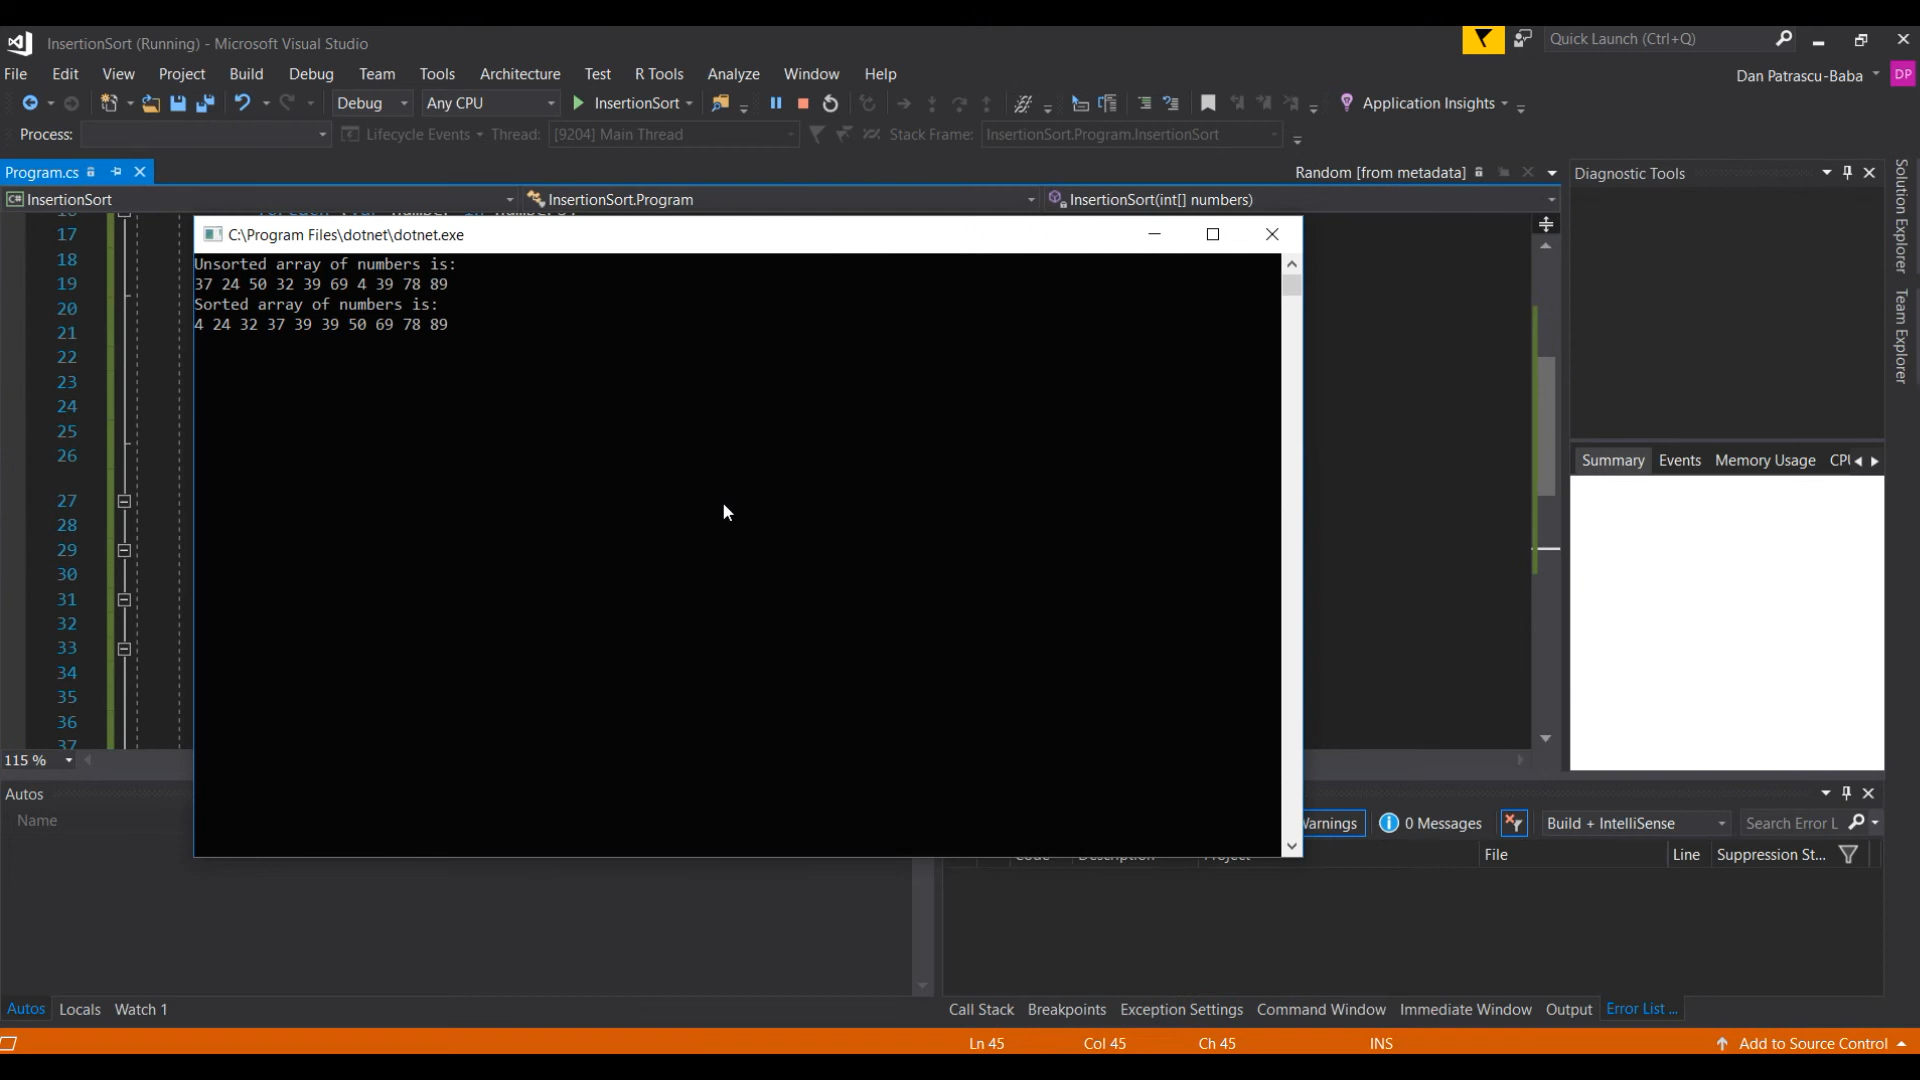 InsertionSort (Running) - Microsoft Visual Studio
Quick Launch (Ctrl+Q)
File Edit View Project Build Debug Team Tools Architecture Test R Tools Analyze Window Help
Dan Patrascu-Baba DP
Debug Any CPU InsertionSort Application Insights
Process: Lifecycle Events Thread: [9204] Main Thread Stack Frame: InsertionSort.Program.InsertionSort
Program.cs Random [from metadata] Diagnostic Tools
InsertionSort InsertionSort.Program InsertionSort(int[] numbers)
Solution Explorer
Team Explorer
C:\Program Files\dotnet\dotnet.exe
Unsorted array of numbers is:
37 24 50 32 39 69 4 39 78 89
Sorted array of numbers is:
4 24 32 37 39 39 50 69 78 89
17
18
19
20
21
22
23
24
25
26
27
28
29
30
31
32
33
34
35
36
37
Summary Events Memory Usage
115 %
Autos
Name
Warnings 0 Messages Build + IntelliSense Search Error L
Code Description Project File Line Suppression St...
Autos Locals Watch 1
Call Stack Breakpoints Exception Settings Command Window Immediate Window Output Error List ...
Ln 45 Col 45 Ch 45 INS Add to Source Control